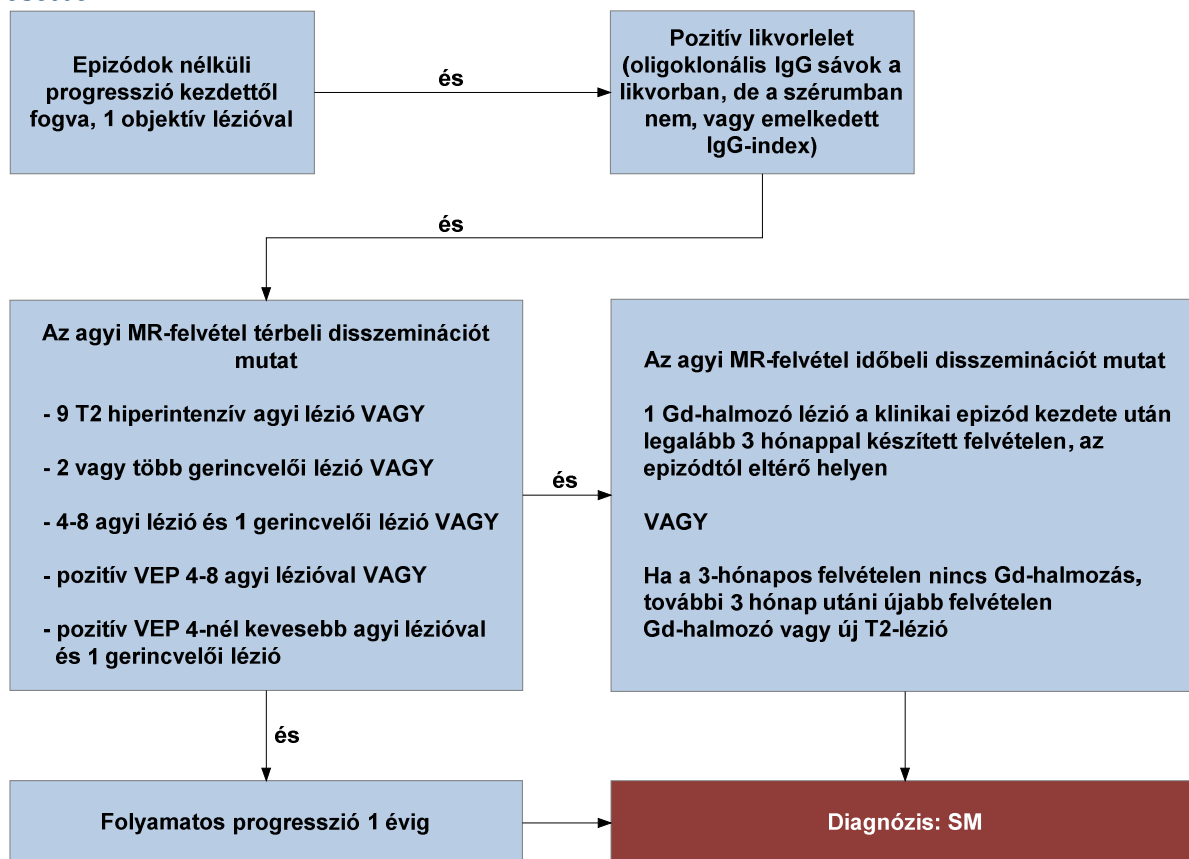 Epizódok nélküli
progresszió kezdettől
fogva, 1 objektív lézióval
és
Pozitív likvorlelet
(oligoklonális IgG sávok a
likvorban, de a szérumban
nem, vagy emelkedett
IgG-index)
és
Az agyi MR-felvétel térbeli disszeminációt
mutat
- 9 T2 hiperintenzív agyi lézió VAGY
- 2 vagy több gerincvelői lézió VAGY
- 4-8 agyi lézió és 1 gerincvelői lézió VAGY
- pozitív VEP 4-8 agyi lézióval VAGY
- pozitív VEP 4-nél kevesebb agyi lézióval
és 1 gerincvelői lézió
és
Az agyi MR-felvétel időbeli disszeminációt mutat
1 Gd-halmozó lézió a klinikai epizód kezdete után
legalább 3 hónappal készített felvételen, az
epizódtól eltérő helyen
VAGY
Ha a 3-hónapos felvételen nincs Gd-halmozás,
további 3 hónap utáni újabb felvételen
Gd-halmozó vagy új T2-lézió
és
Folyamatos progresszió 1 évig
Diagnózis: SM